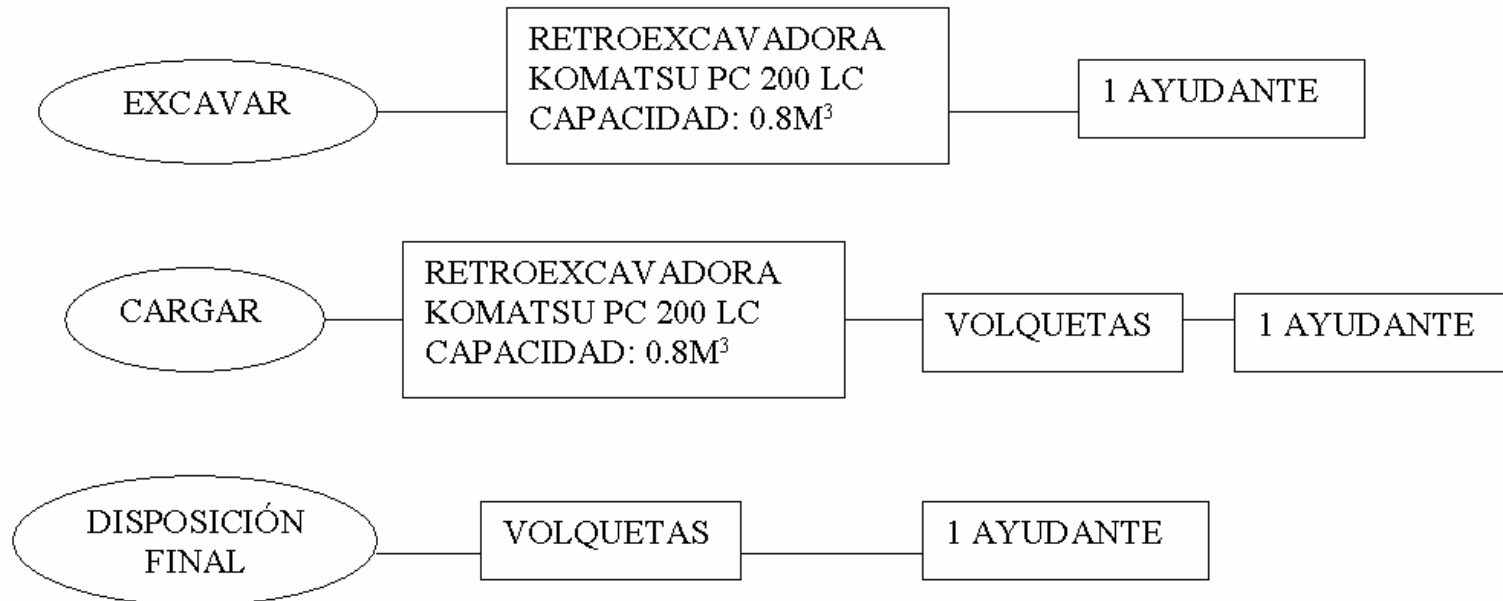 EXCAVAR
RETROEXCAVADORA
KOMATSU PC 200 LC
CAPACIDAD: 0.8M³
1 AYUDANTE
CARGAR
RETROEXCAVADORA
KOMATSU PC 200 LC
CAPACIDAD: 0.8M³
VOLQUETAS
1 AYUDANTE
DISPOSICIÓN
FINAL
VOLQUETAS
1 AYUDANTE